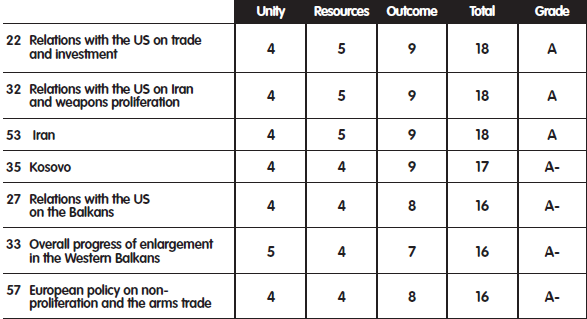 Unity Resources Outcome Total Grade
22 Relations with the US on trade
and investment 4 5 9 18 A
32 Relations with the US on Iran
and weapons proliferation 4 5 9 18 A
53 Iran 4 5 9 18 A
35 Kosovo 4 4 9 17 A-
27 Relations with the US
on the Balkans 4 4 8 16 A-
33 Overall progress of enlargement
in the Western Balkans 5 4 7 16 A-
57 European policy on non-
proliferation and the arms trade 4 4 8 16 A-